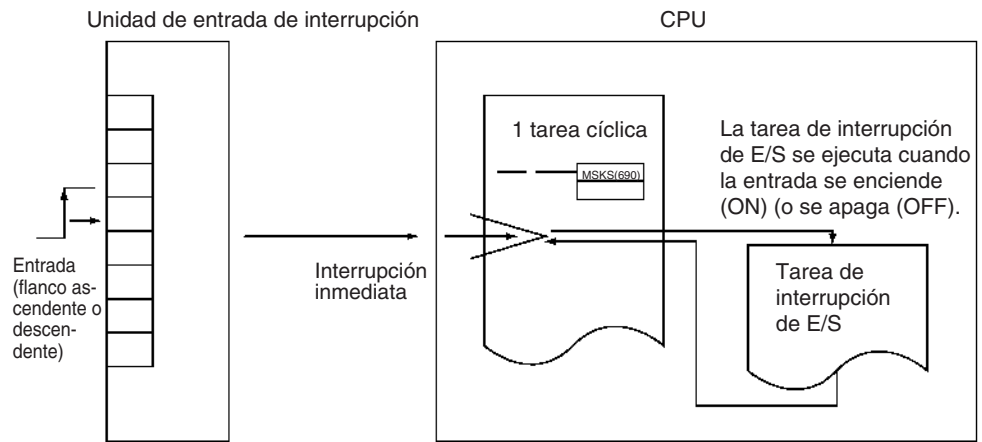 Unidad de entrada de interrupción
CPU
1 tarea cíclica
MSKS(690)
La tarea de interrupción
de E/S se ejecuta cuando
la entrada se enciende
(ON) (o se apaga (OFF).
Entrada
(flanco as-
cendente o
descen-
dente)
Interrupción
inmediata
Tarea de
interrupción
de E/S